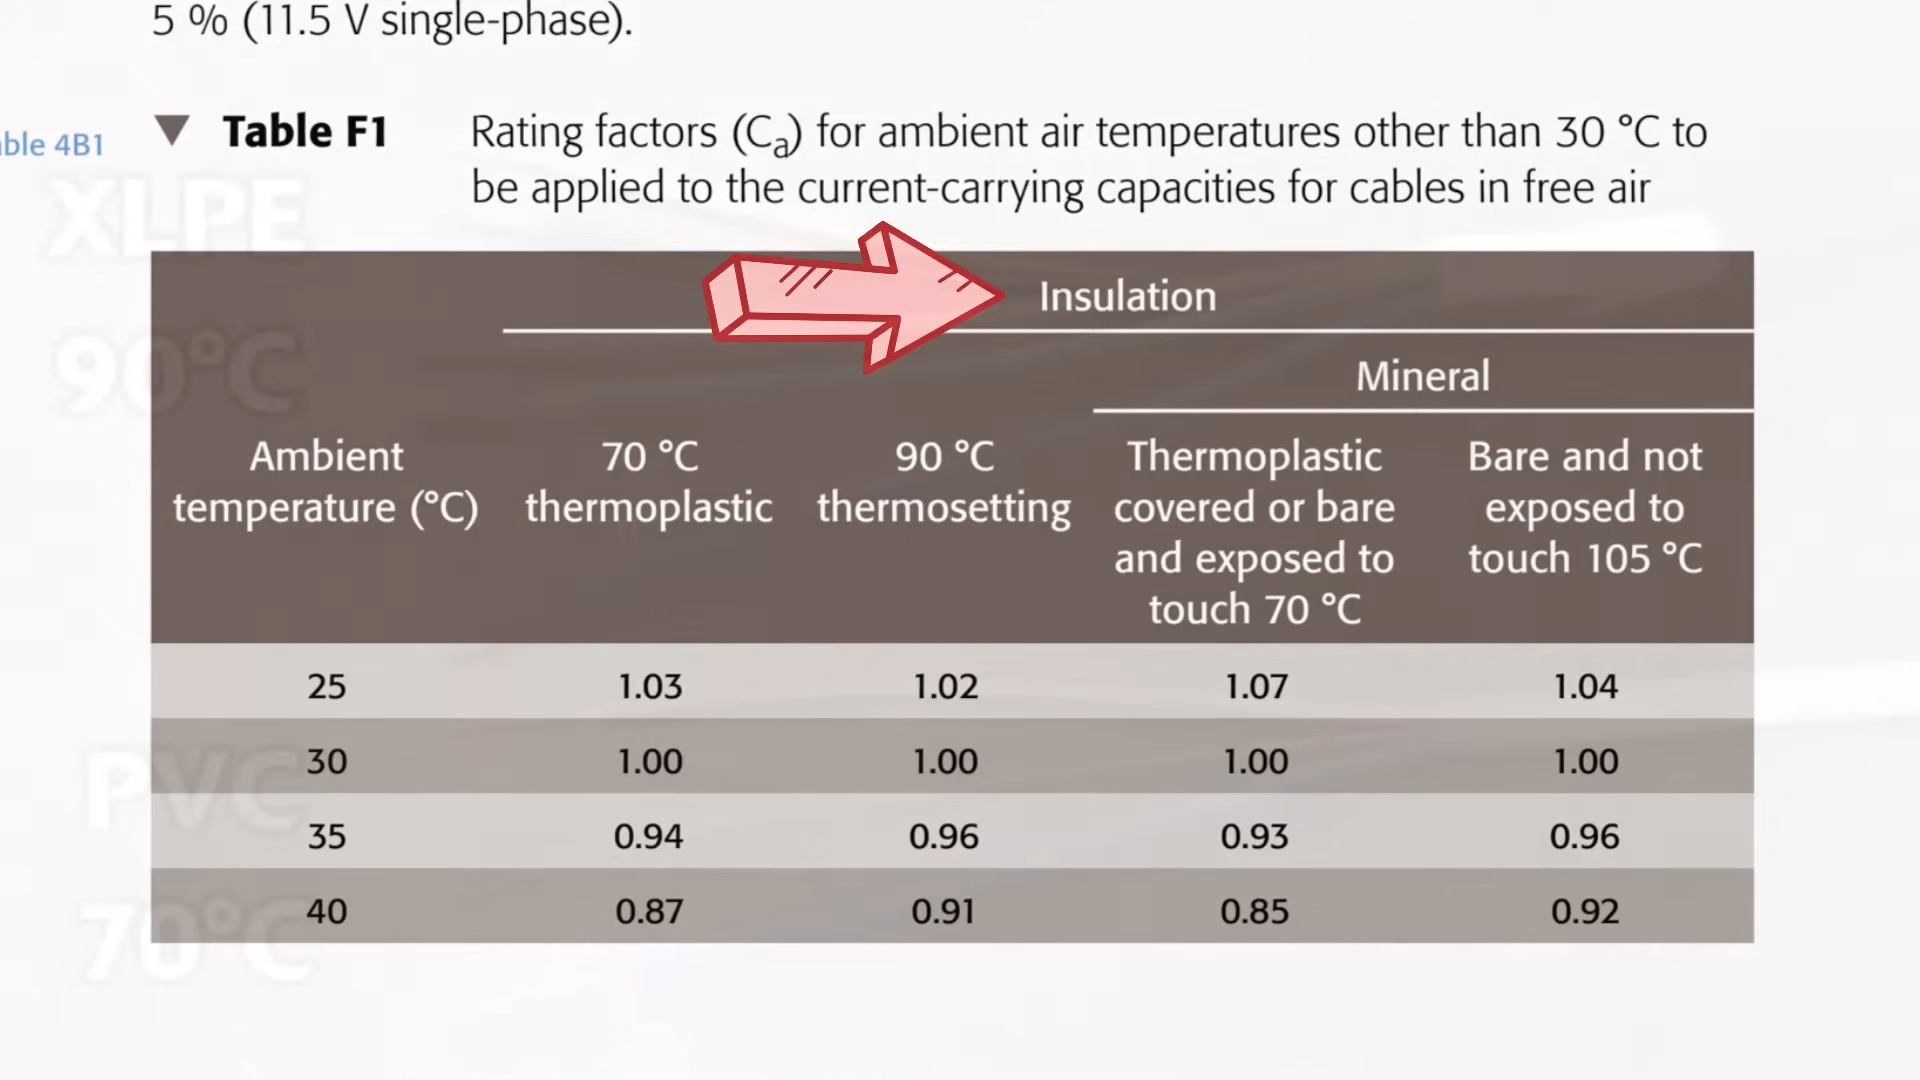 5 % (11.5 V single-phase).
ble 4B1
▼ Table F1 Rating factors (Ca) for ambient air temperatures other than 30 °C to
be applied to the current-carrying capacities for cables in free air
XLPE
90°C
PVC
70°C
Insulation
Mineral
Ambient temperature (°C)
70 °C thermoplastic
90 °C thermosetting
Thermoplastic
covered or bare
and exposed to
touch 70 °C
Bare and not
exposed to
touch 105 °C
25 1.03 1.02 1.07 1.04
30 1.00 1.00 1.00 1.00
35 0.94 0.96 0.93 0.96
40 0.87 0.91 0.85 0.92